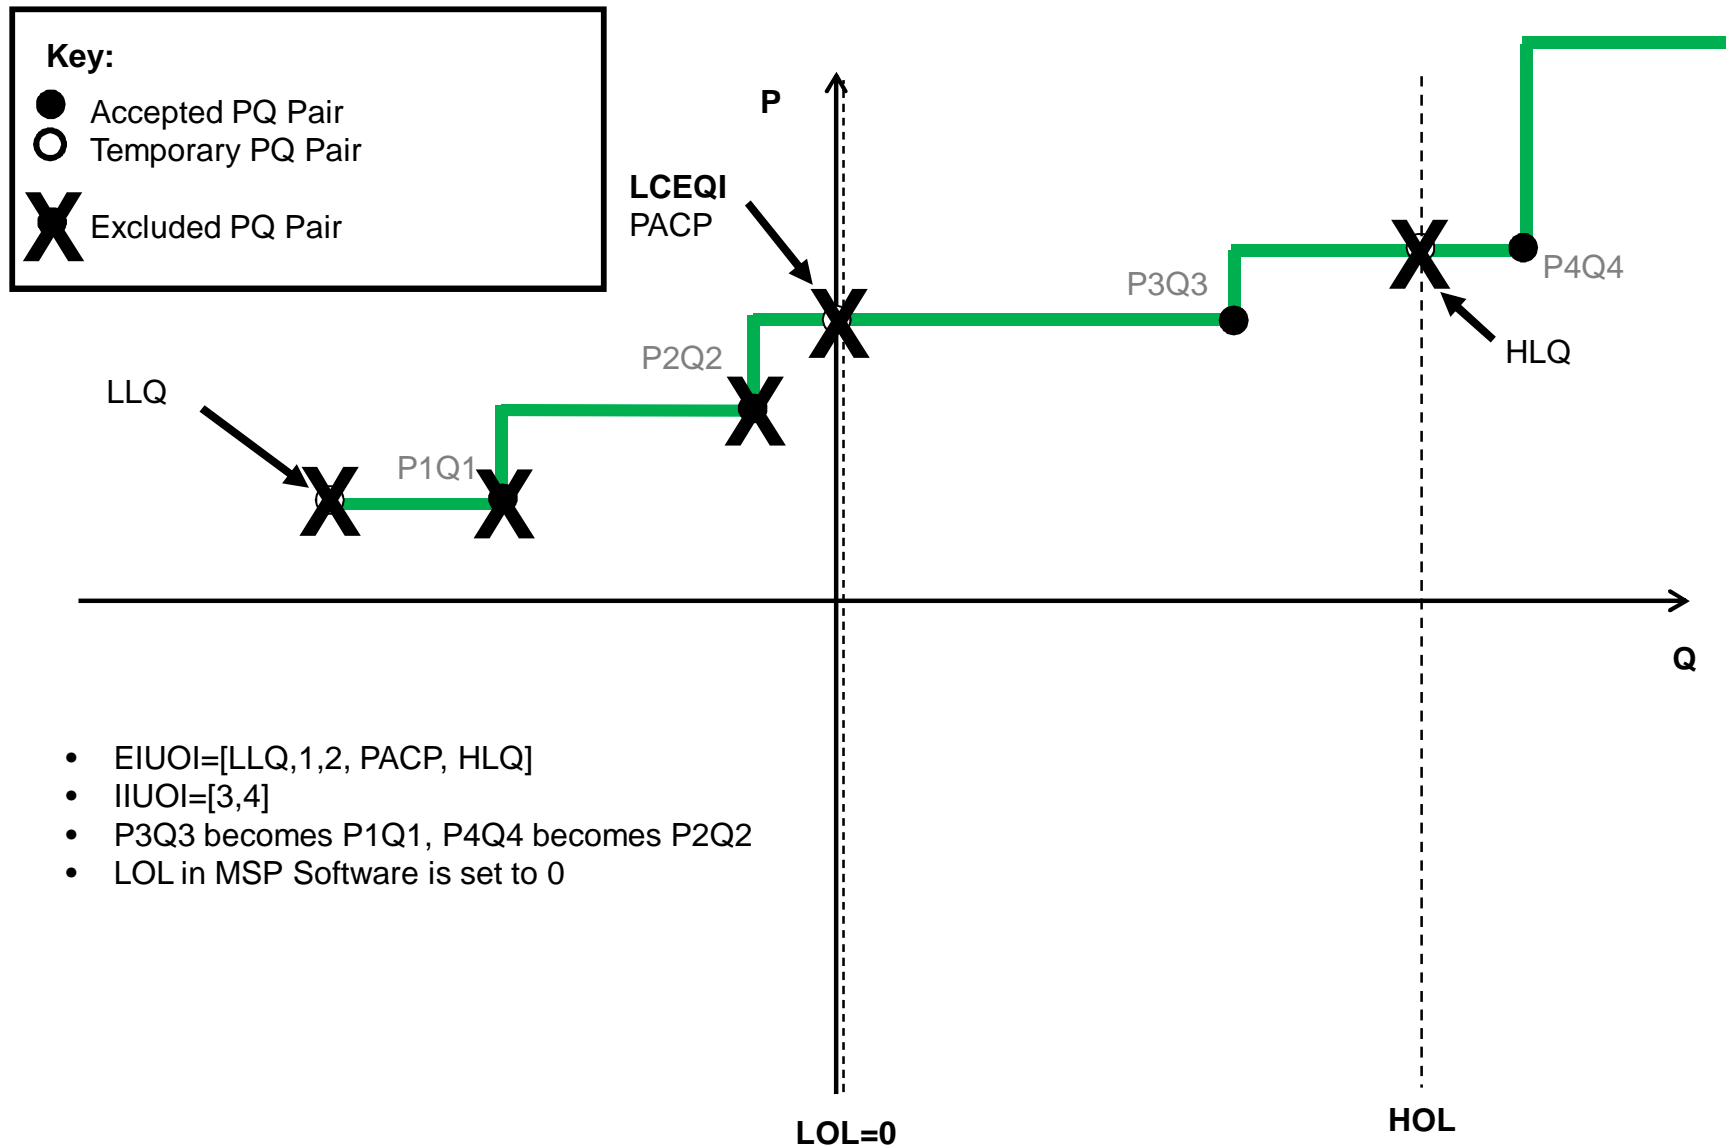 Key:
Accepted PQ Pair
Temporary PQ Pair
Excluded PQ Pair
P
LCEQI
PACP
P3Q3
P4Q4
P2Q2
HLQ
LLQ
P1Q1
Q
• EIUOI=[LLQ,1,2, PACP, HLQ]
• IIUOI=[3,4]
• P3Q3 becomes P1Q1, P4Q4 becomes P2Q2
• LOL in MSP Software is set to 0
LOL=0
HOL